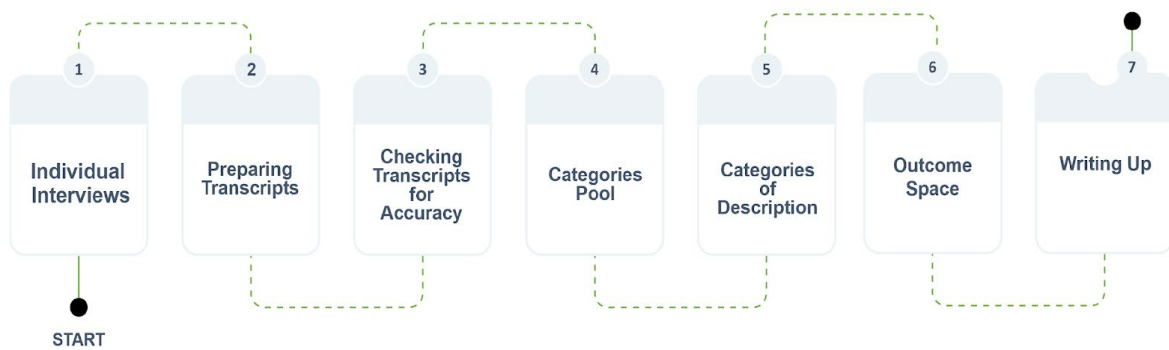 1
Individual
Interviews
START
2
Preparing
Transcripts
3
Checking
Transcripts
for
Accuracy
4
Categories
Pool
5
Categories
of
Description
6
Outcome
Space
7
Writing Up